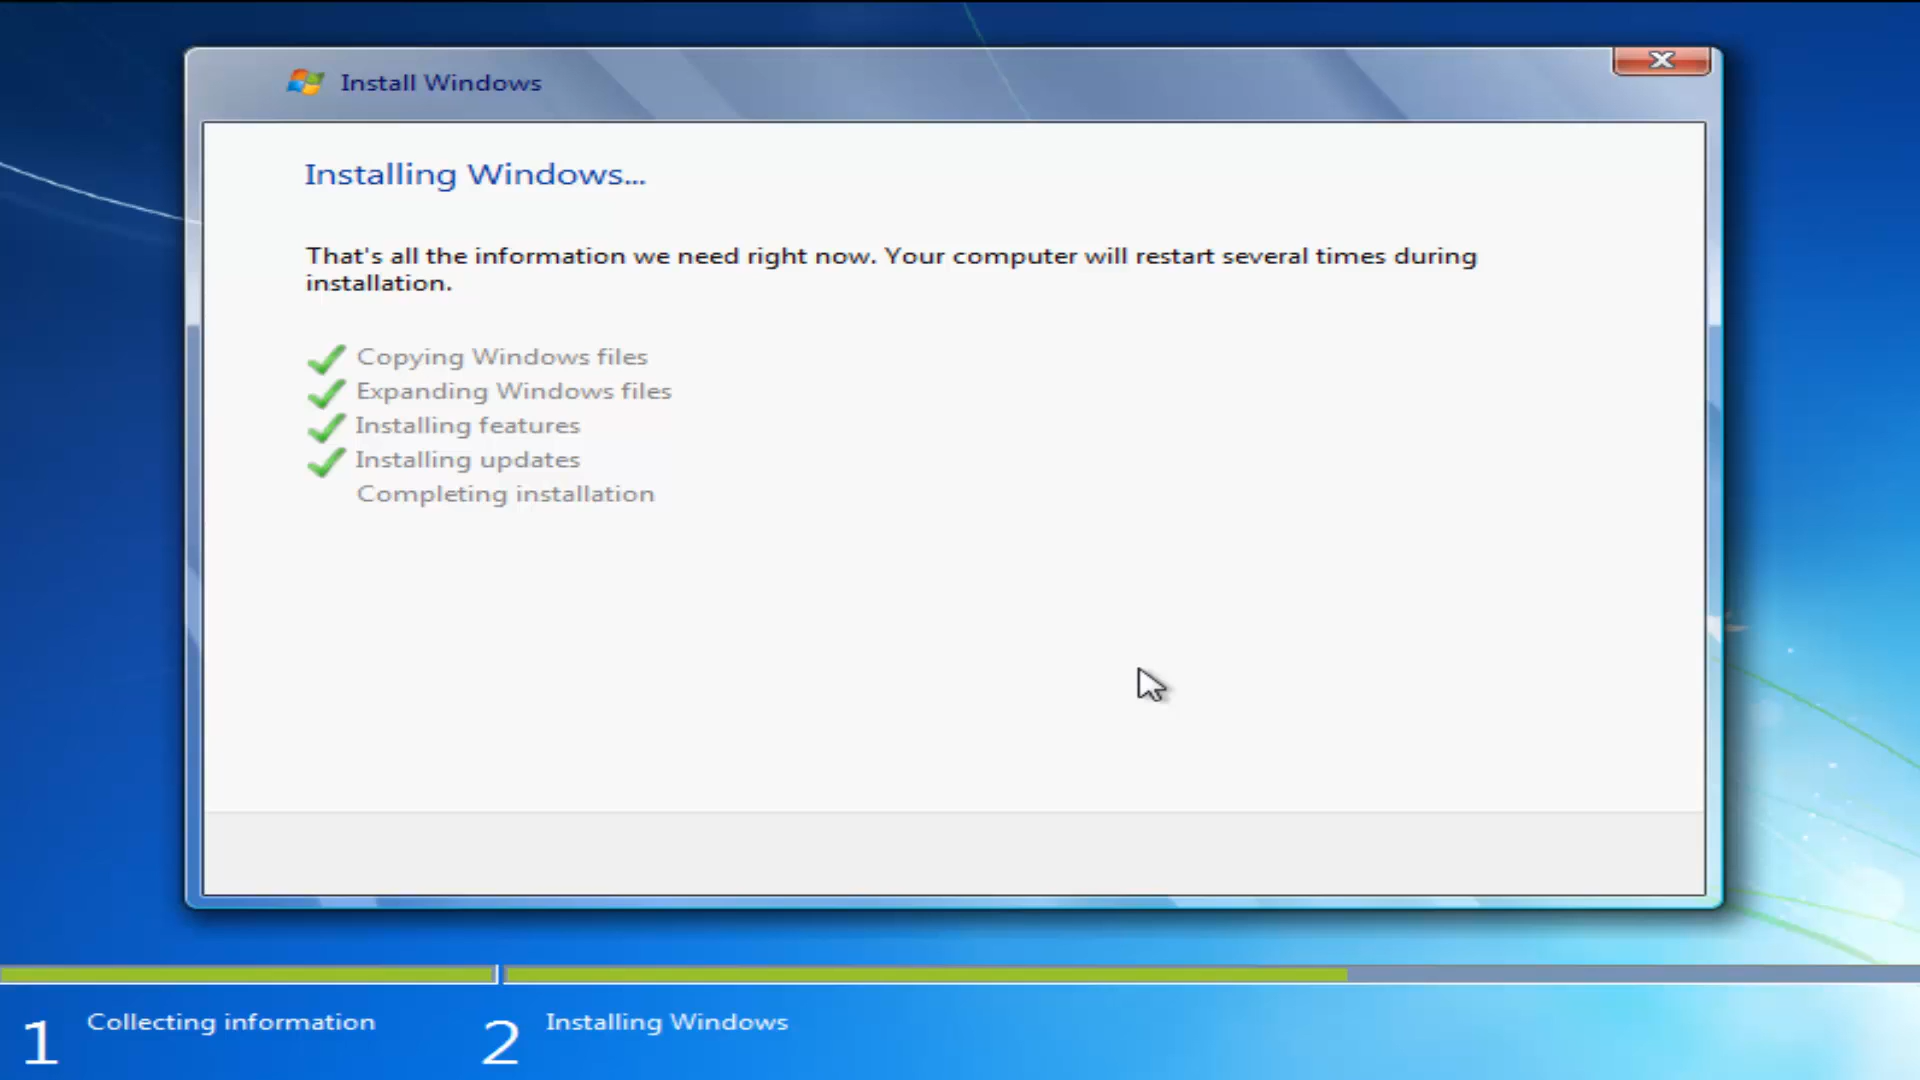 Install Windows
Installing Windows...
That's all the information we need right now. Your computer will restart several times during
installation.
Copying Windows files
Expanding Windows files
Installing features
Installing updates
Completing installation
1 Collecting information
2 Installing Windows